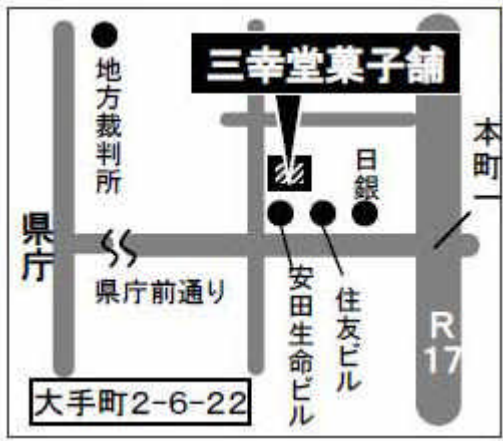 三幸堂菓子舗
地方裁判所
日銀
本町一
県庁
県庁前通り
安田生命ビル
住友ビル
R
17
大手町2-6-22